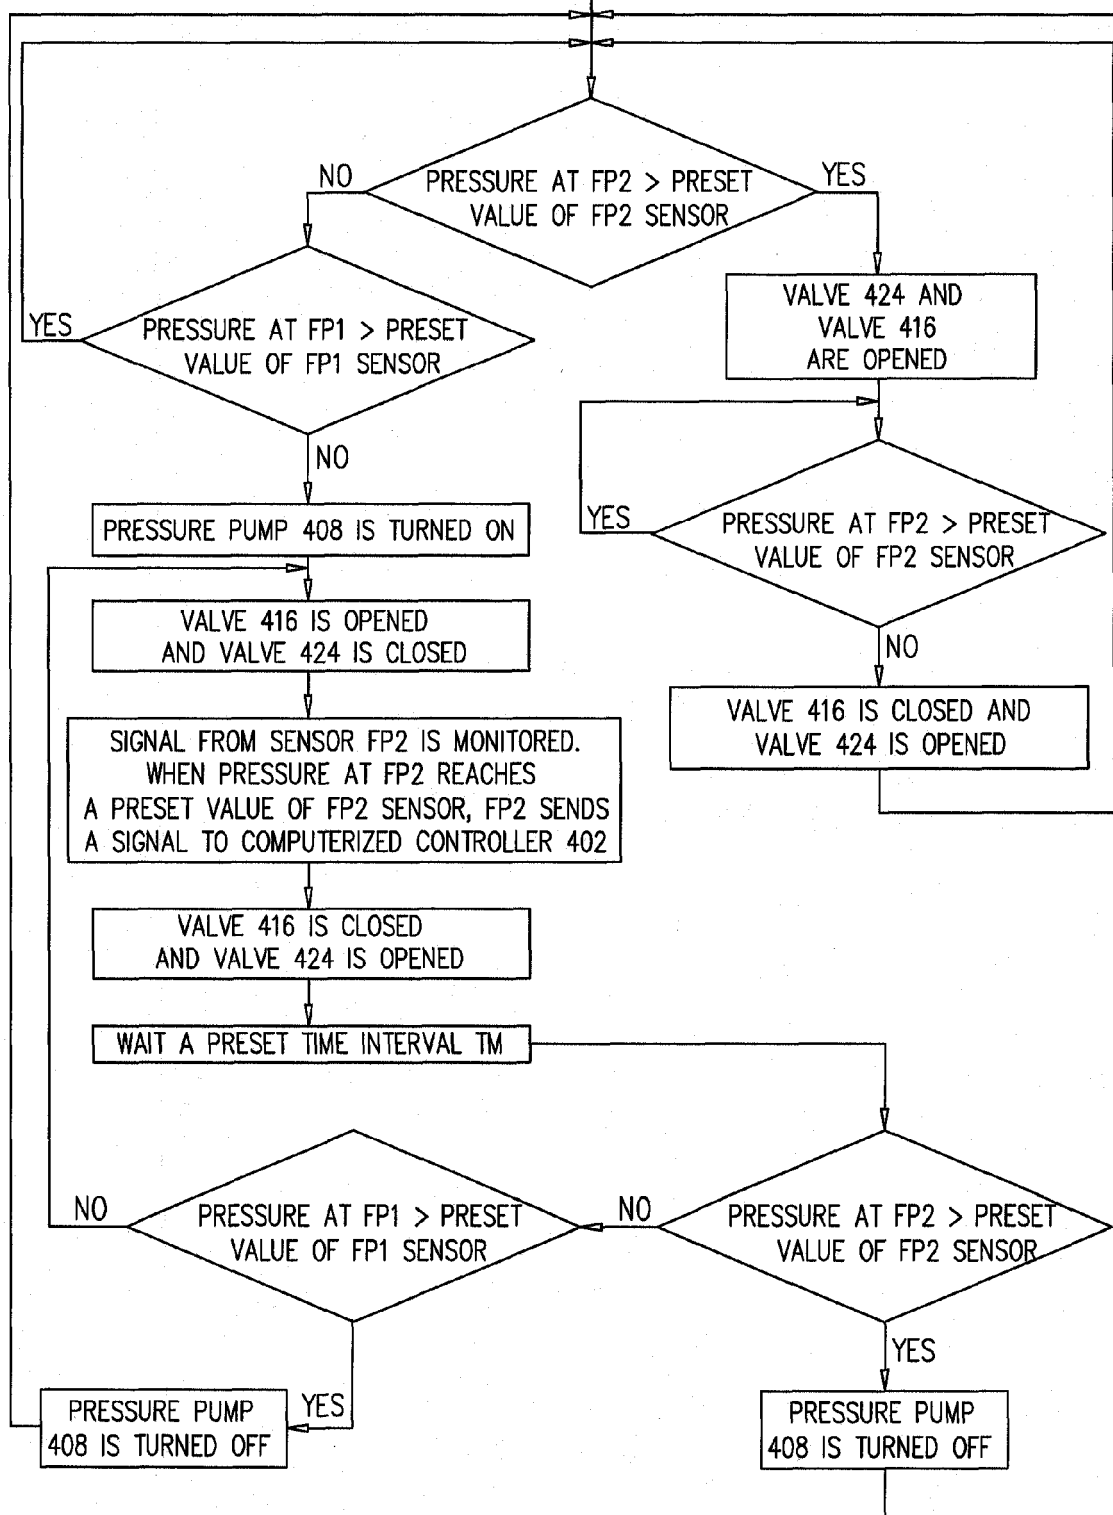 NO
YES
PRESSURE AT FP2 > PRESET
VALUE OF FP2 SENSOR
YES
PRESSURE AT FP1 > PRESET
VALUE OF FP1 SENSOR
VALVE 424 AND
VALVE 416
ARE OPENED
NO
PRESSURE PUMP 408 IS TURNED ON
YES
PRESSURE AT FP2 > PRESET
VALUE OF FP2 SENSOR
VALVE 416 IS OPENED
AND VALVE 424 IS CLOSED
NO
SIGNAL FROM SENSOR FP2 IS MONITORED.
WHEN PRESSURE AT FP2 REACHES
A PRESET VALUE OF FP2 SENSOR, FP2 SENDS
A SIGNAL TO COMPUTERIZED CONTROLLER 402
VALVE 416 IS CLOSED AND
VALVE 424 IS OPENED
VALVE 416 IS CLOSED
AND VALVE 424 IS OPENED
WAIT A PRESET TIME INTERVAL TM
NO
PRESSURE AT FP1 > PRESET
VALUE OF FP1 SENSOR
NO
PRESSURE AT FP2 > PRESET
VALUE OF FP2 SENSOR
YES
YES
PRESSURE PUMP
408 IS TURNED OFF
PRESSURE PUMP
408 IS TURNED OFF